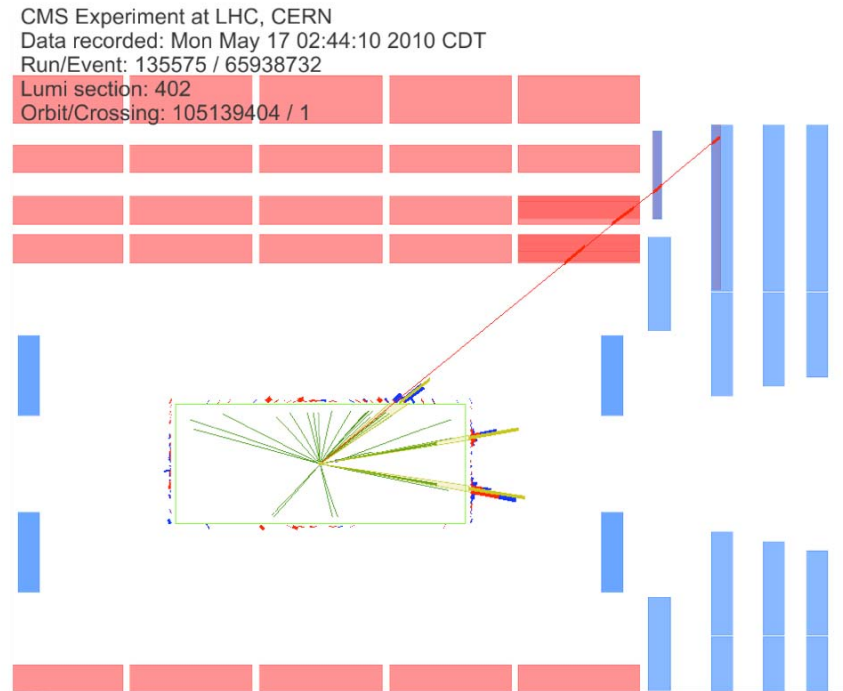 CMS Experiment at LHC, CERN
Data recorded: Mon May 17 02:44:10 2010 CDT
Run/Event: 135575 / 65938732
Lumi section: 402
Orbit/Crossing: 105139404 / 1